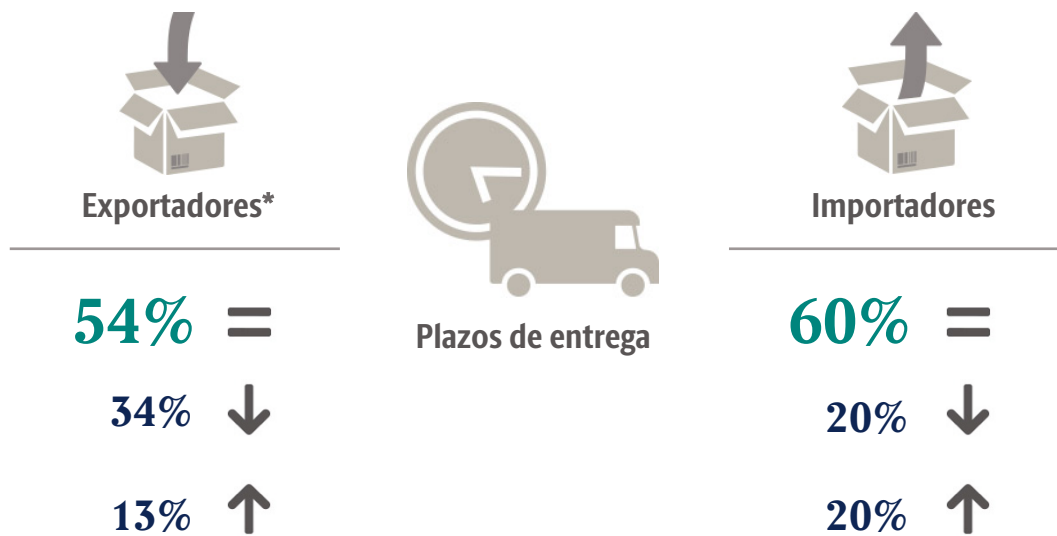 Exportadores*
54% =
34% ↓
13% ↑
Plazos de entrega
Importadores
60% =
20% ↓
20% ↑